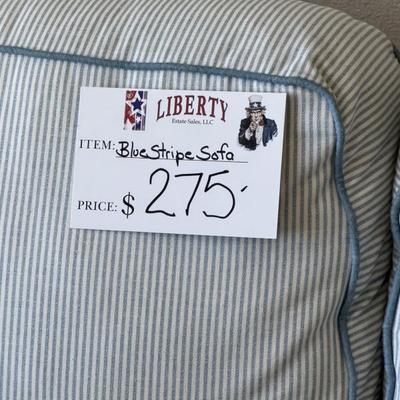 LIBERTY
Estate Sales, LLC
ITEM: Blue Stripe Sofa
PRICE: $ 275-